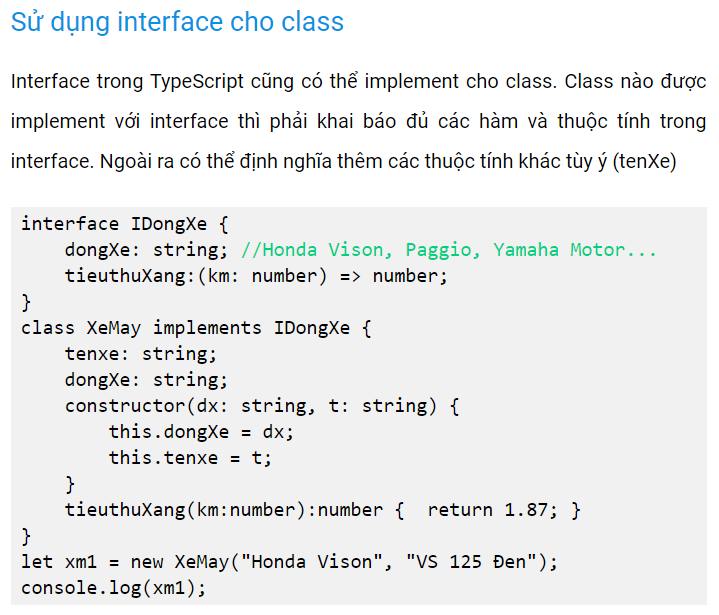 Sử dụng interface cho class
Interface trong TypeScript cũng có thể implement cho class. Class nào được
implement với interface thì phải khai báo đủ các hàm và thuộc tính trong
interface. Ngoài ra có thể định nghĩa thêm các thuộc tính khác tùy ý (tenXe)
interface IDongXe {
    dongXe: string; //Honda Vison, Paggio, Yamaha Motor...
    tieuthuXang:(km: number) => number;
}
class XeMay implements IDongXe {
    tenxe: string;
    dongXe: string;
    constructor(dx: string, t: string) {
        this.dongXe = dx;
        this.tenxe = t;
    }
    tieuthuXang(km:number):number {  return 1.87; }
}
let xm1 = new XeMay("Honda Vison", "VS 125 Đen");
console.log(xm1);